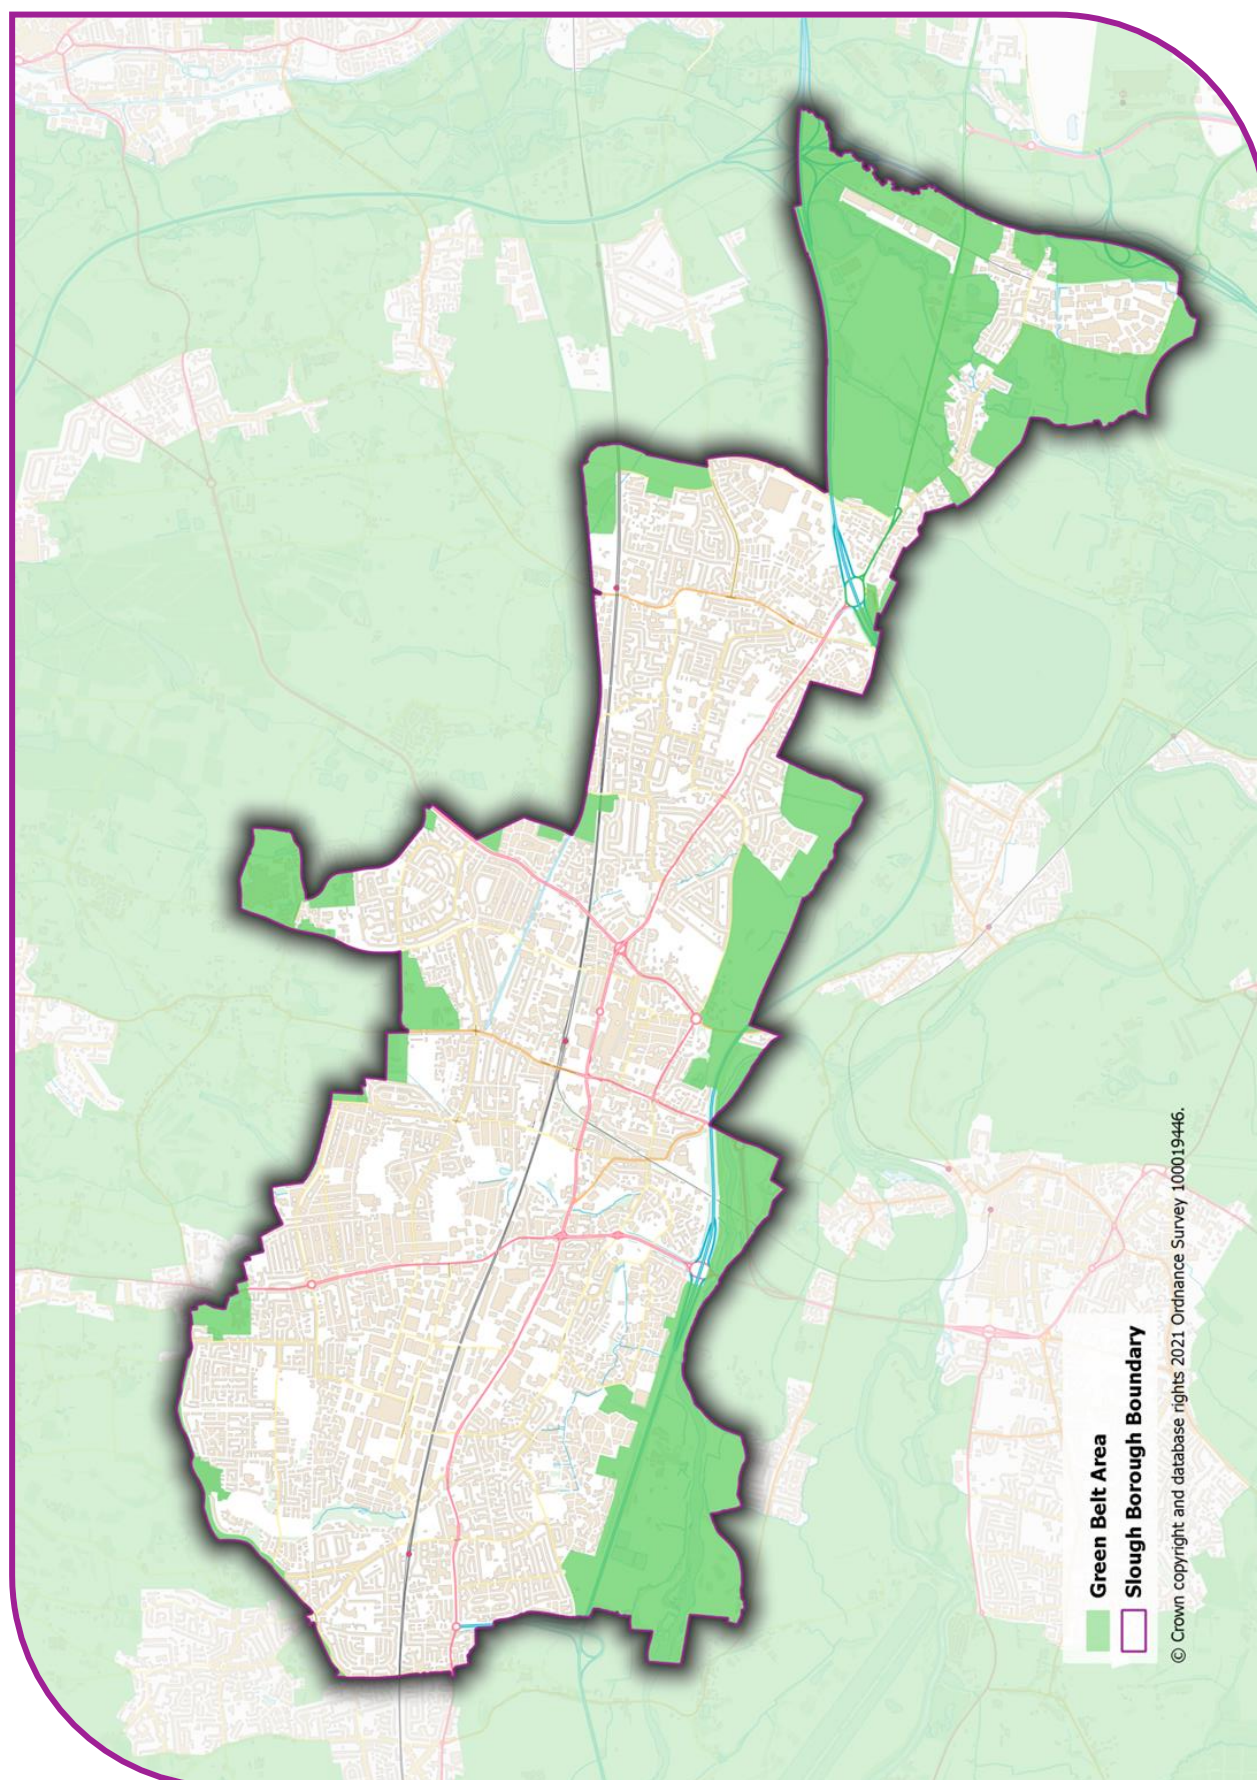 Green Belt Area
Slough Borough Boundary
© Crown copyright and database rights 2021 Ordnance Survey 100019446.